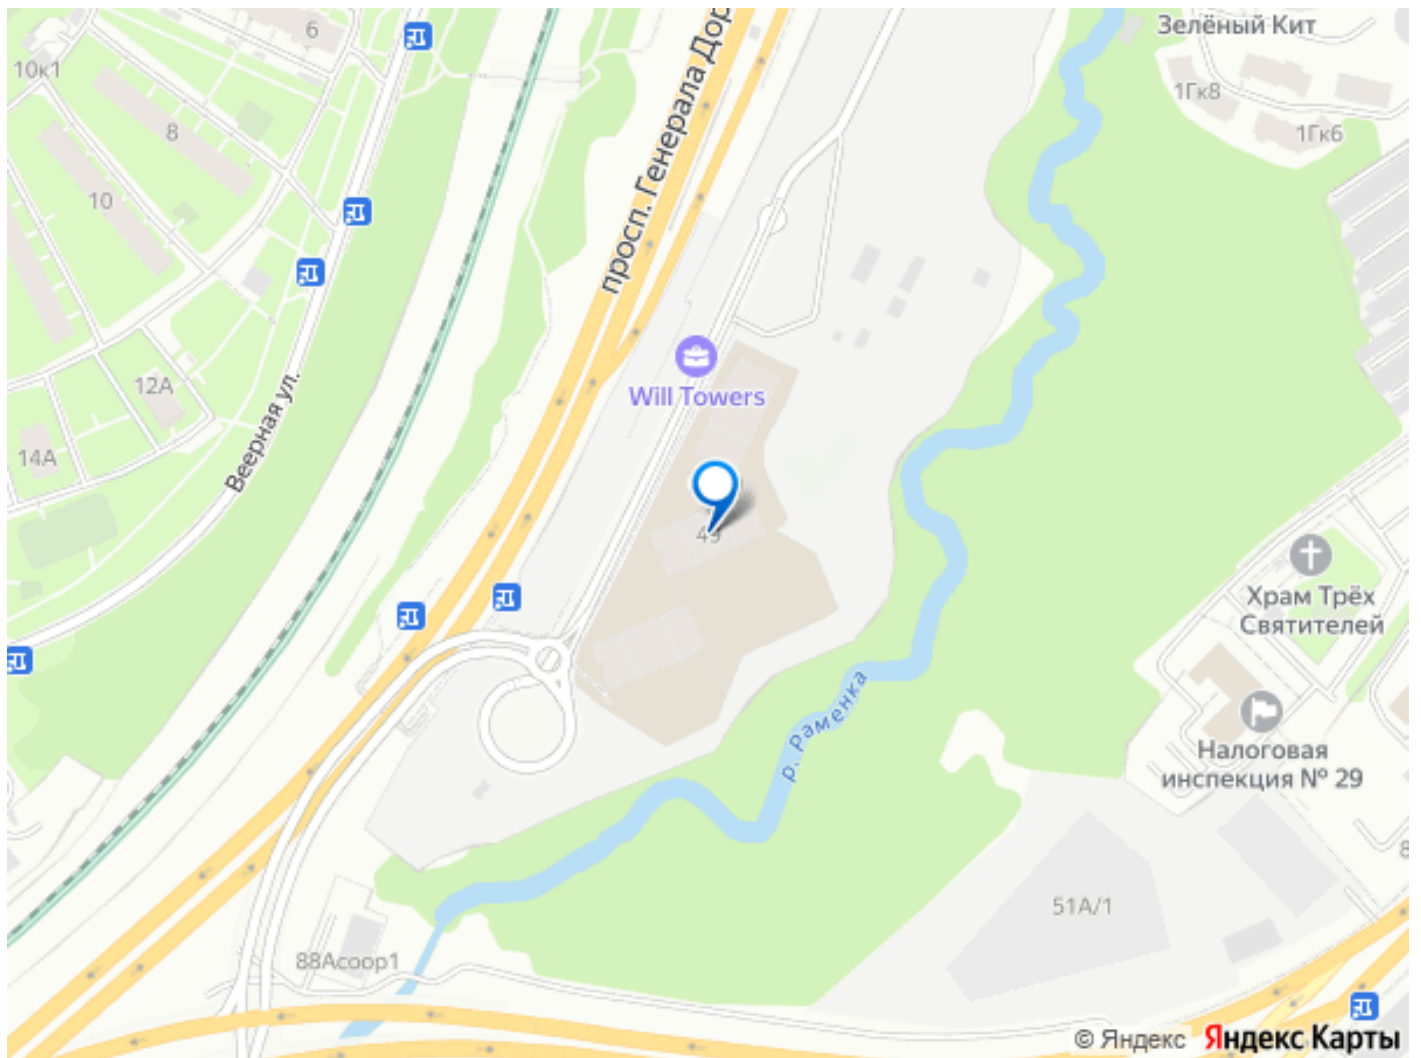 Зелёный Кит
6
10к1
просп. Генерала Дор
1Гк8
8
1Гк6
10
Will Towers
12А
Веерная ул.
14А
Храм Трёх
Святителей
р. раменка
Налоговая
инспекция № 29
8
51А/1
88Асоор1
© Яндекс Яндекс Карты